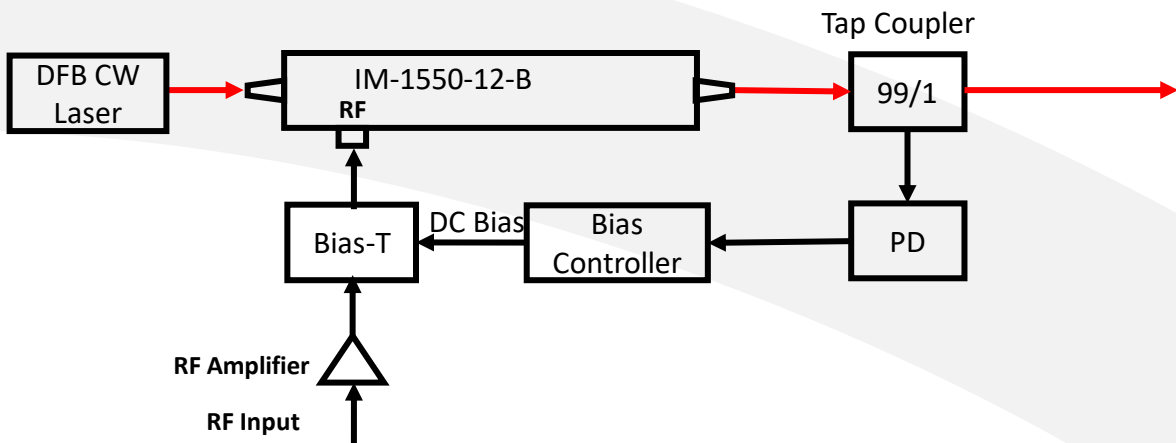 Tap Coupler
DFB CW
Laser
IM-1550-12-B
RF
99/1
Bias-T
DC Bias
Bias
Controller
PD
RF Amplifier
RF Input